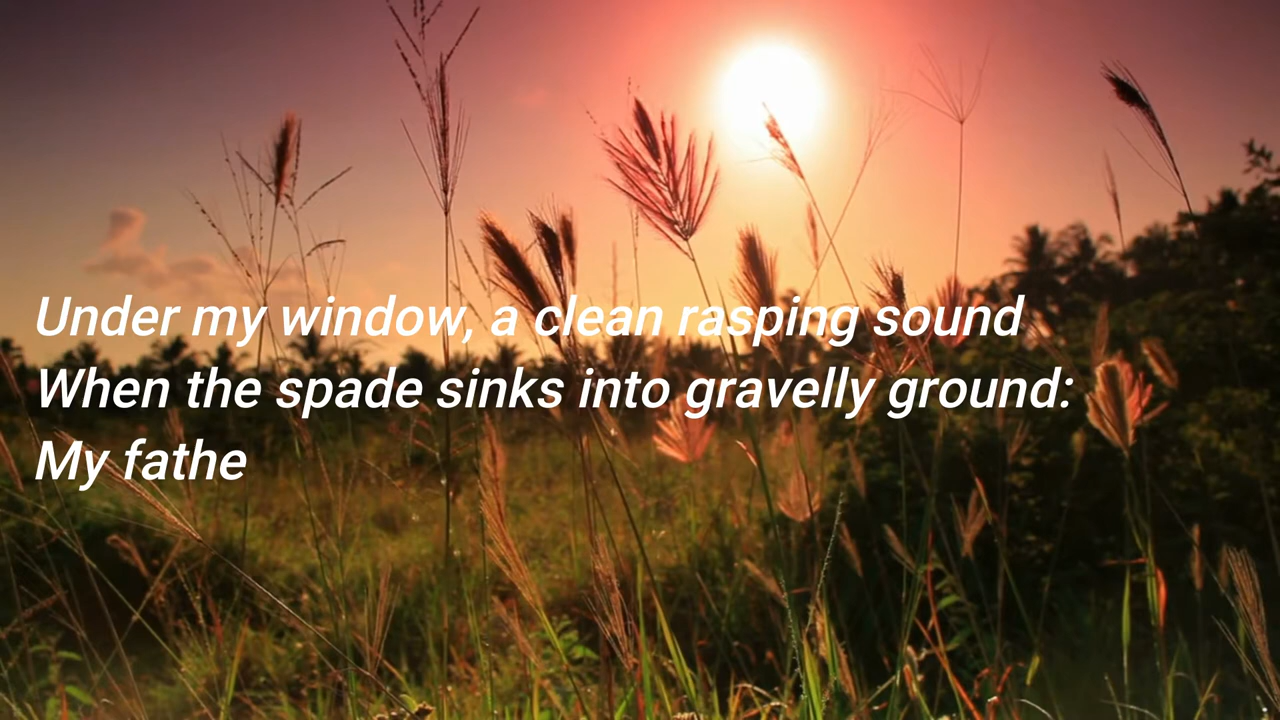 Under my window, a clean rasping sound
When the spade sinks into gravelly ground:
My fathe